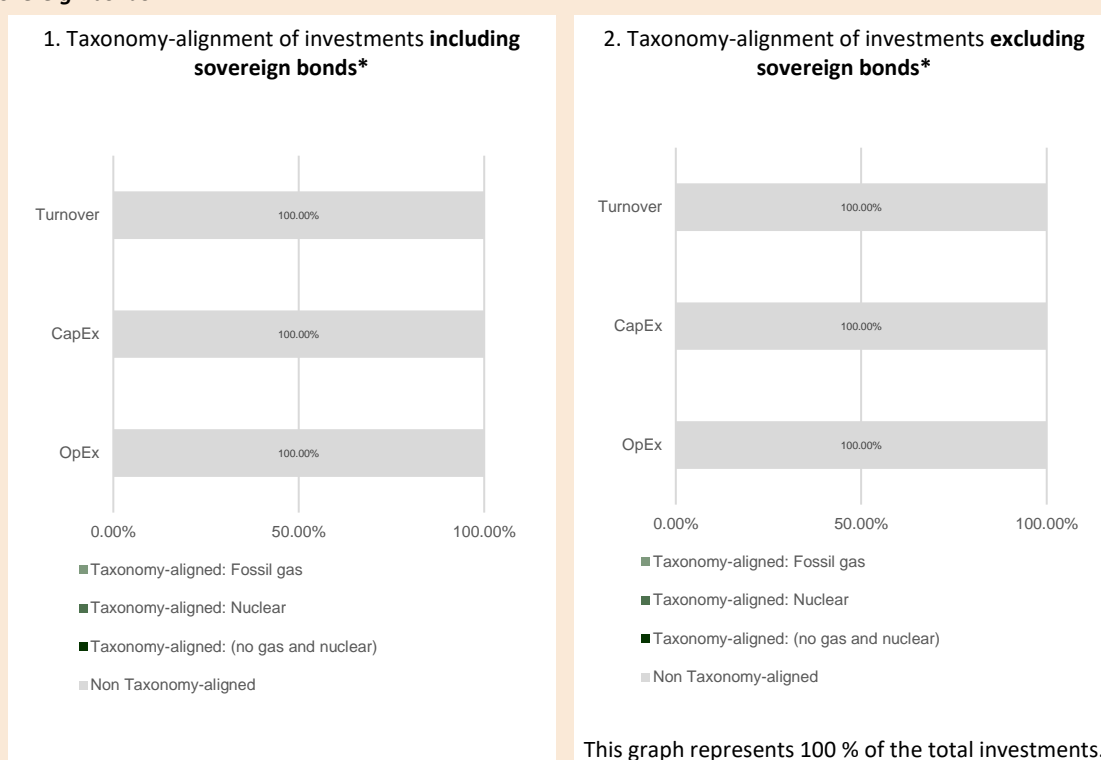 1. Taxonomy-alignment of investments including
sovereign bonds*
Turnover
100.00%
CapEx
100.00%
OpEx
100.00%
0.00%
50.00%
100.00%
Taxonomy-aligned: Fossil gas
Taxonomy-aligned: Nuclear
Taxonomy-aligned: (no gas and nuclear)
Non Taxonomy-aligned
2. Taxonomy-alignment of investments excluding
sovereign bonds*
Turnover
100.00%
CapEx
100.00%
OpEx
100.00%
0.00%
50.00%
100.00%
Taxonomy-aligned: Fossil gas
Taxonomy-aligned: Nuclear
Taxonomy-aligned: (no gas and nuclear)
Non Taxonomy-aligned
This graph represents 100 % of the total investments.